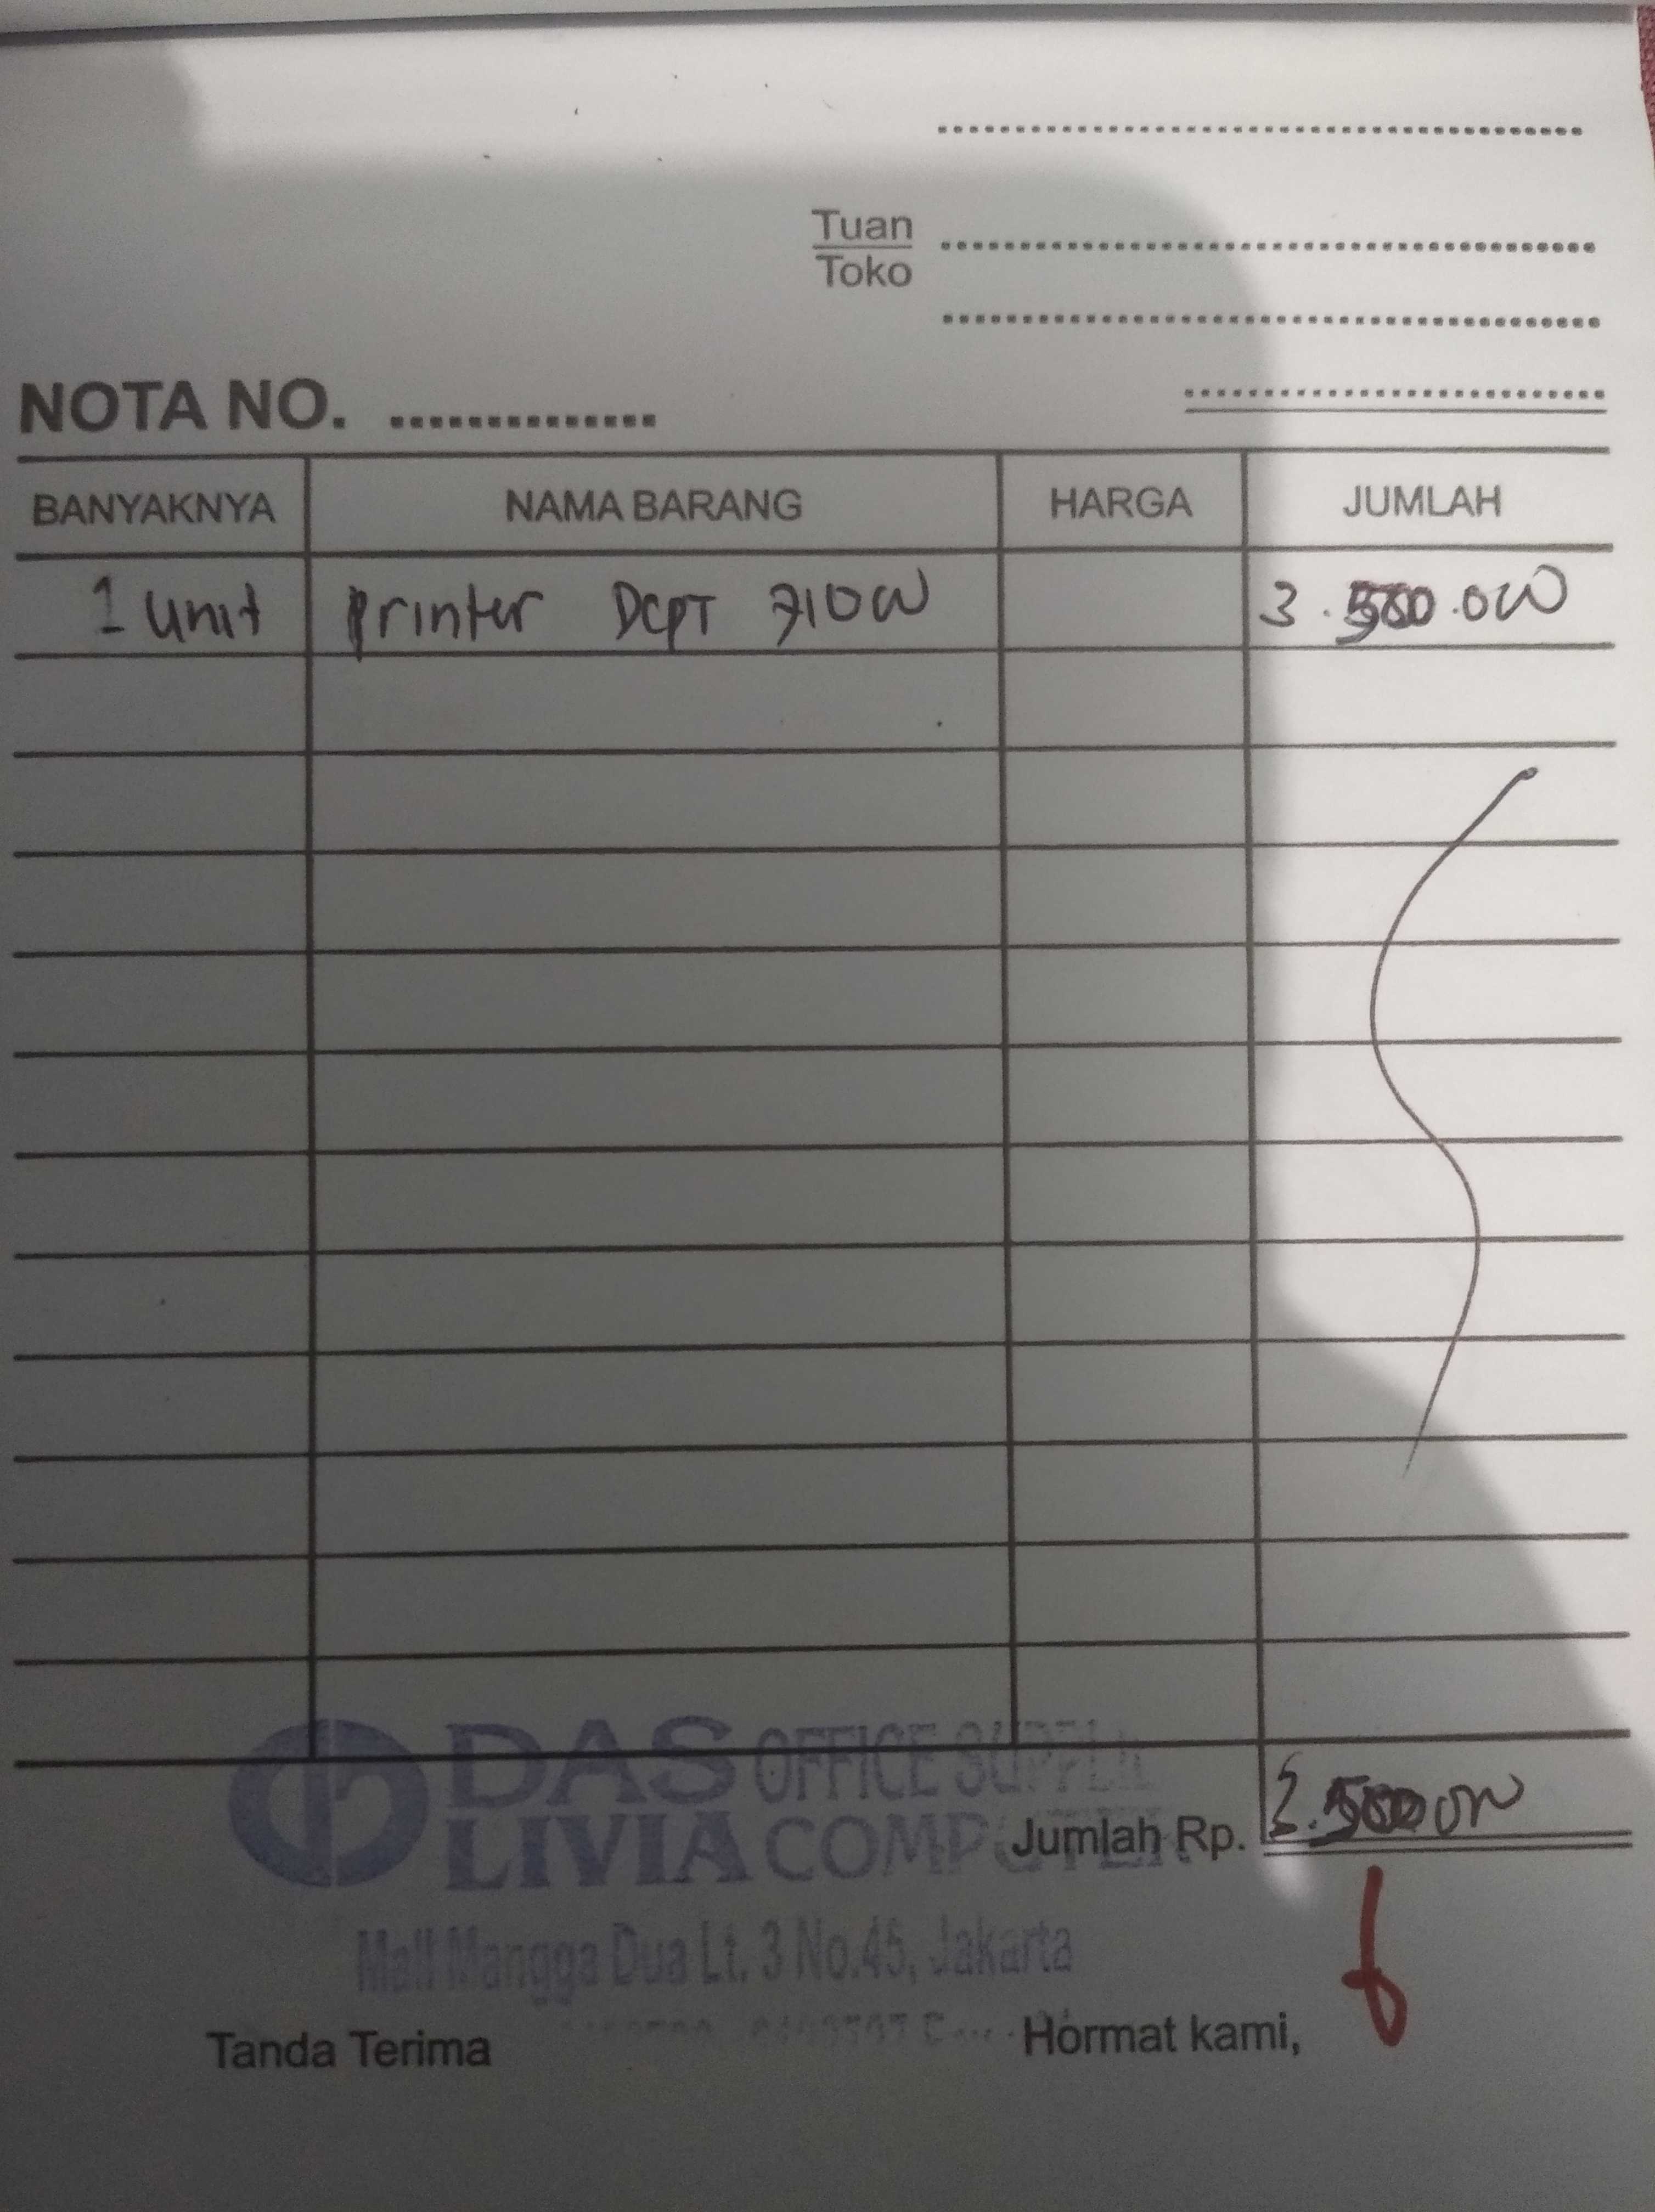 Tuan
Toko
NOTA NO. ..............
BANYAKNYA NAMA BARANG HARGA JUMLAH
1 Unit Printer DCPT 710W 3.500.000
DAS OFFICE
LIVIA COMPUTER
Jumlah Rp. 3.500.000
Mall Mangga Dua Lt. 3 No.45, Jakarta
Tanda Terima Hormat kami,